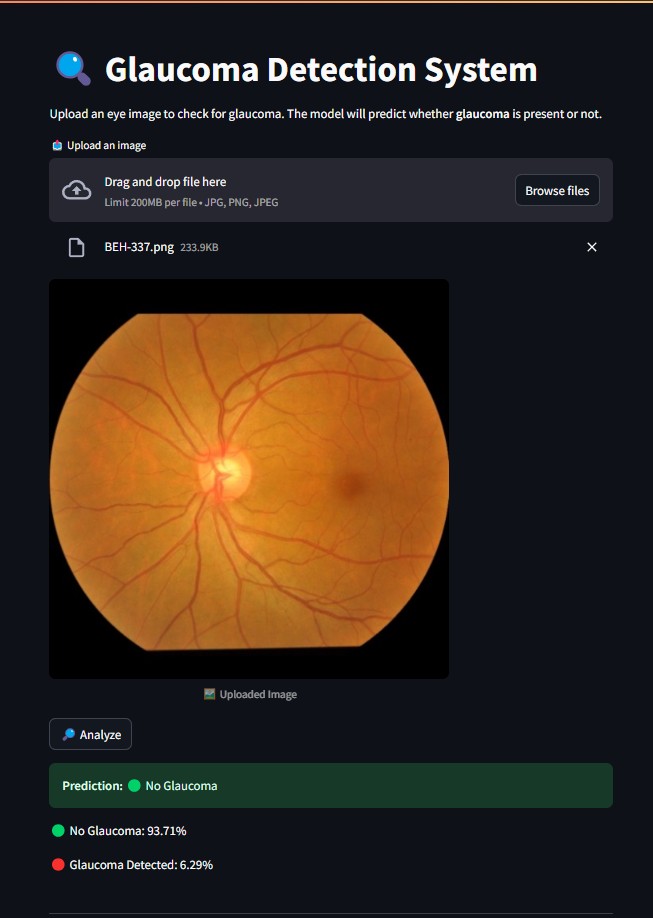 Glaucoma Detection System
Upload an eye image to check for glaucoma. The model will predict whether glaucoma is present or not.
Upload an image
Drag and drop file here
Limit 200MB per file • JPG, PNG, JPEG
Browse files
BEH-337.png 233.9KB
Uploaded Image
Analyze
Prediction: No Glaucoma
No Glaucoma: 93.71%
Glaucoma Detected: 6.29%